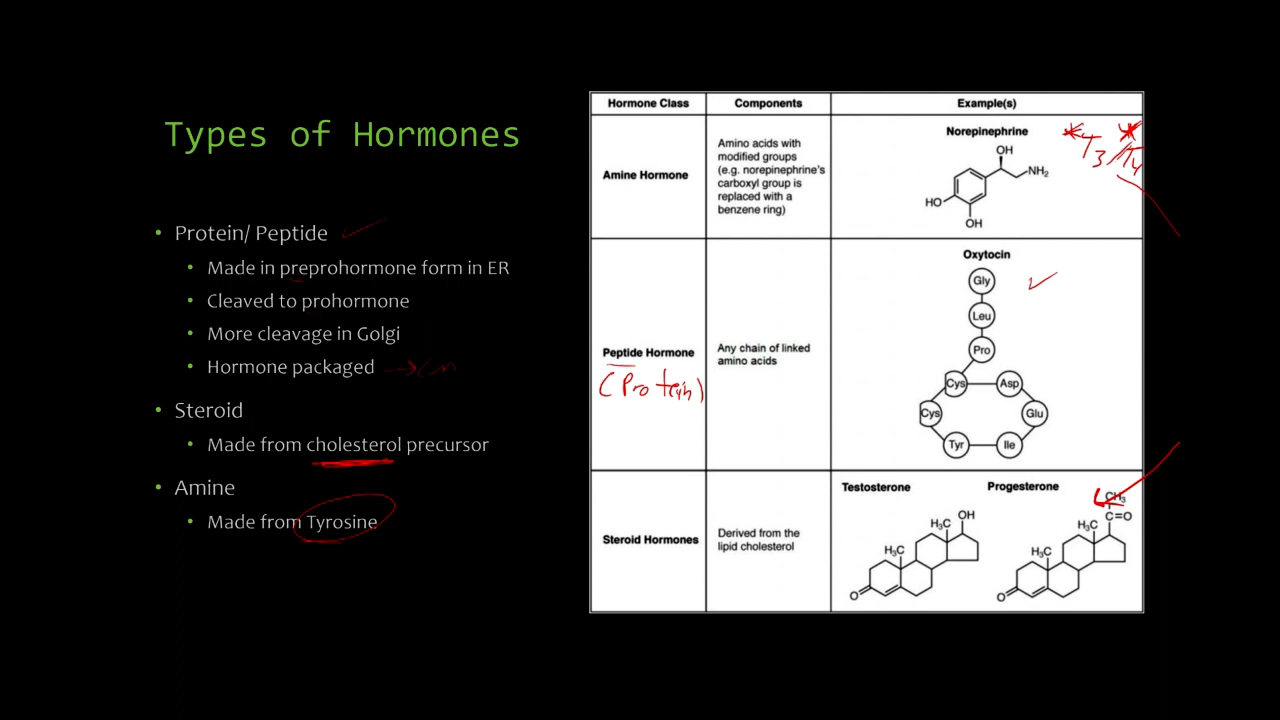 Types of Hormones
• Protein/ Peptide
• Made in preprohormone form in ER
• Cleaved to prohormone
• More cleavage in Golgi
• Hormone packaged
• Steroid
• Made from cholesterol precursor
• Amine
• Made from Tyrosine
Hormone Class Components Example(s)
Amine Hormone
Amino acids with
modified groups
(e.g. norepinephrine's
carboxyl group is
replaced with a
benzene ring)
Norepinephrine
OH
NH₂
HO
OH
T3/T4
Peptide Hormone
(Protein)
Any chain of linked
amino acids
Oxytocin
Gly
Leu
Pro
Cys Asp
Cys Glu
Tyr Ile
Steroid Hormones
Derived from the
lipid cholesterol
Testosterone
OH
H₃C
H₃C
O
Progesterone
CH₃
C=O
H₃C
H₃C
O